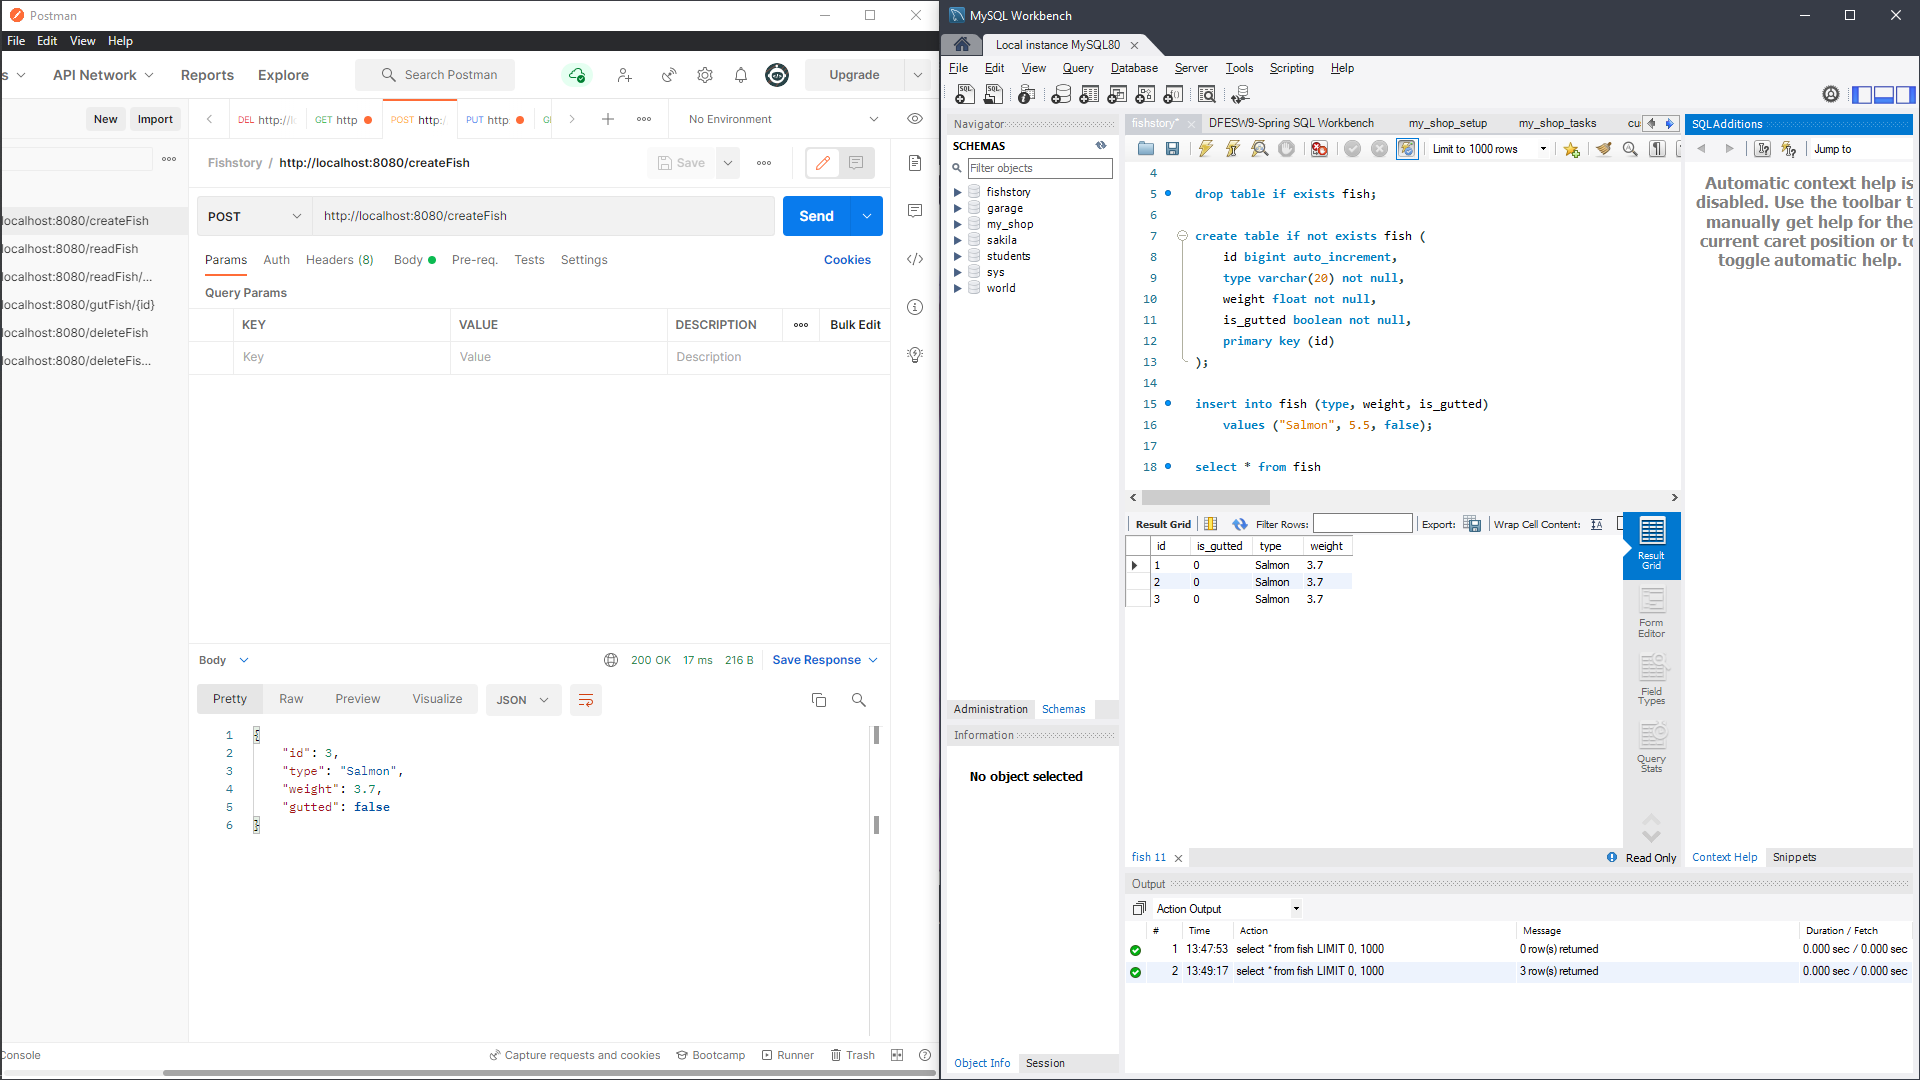 Postman
File Edit View Help
s API Network Reports Explore Search Postman Upgrade
New Import DEL http://l GET http POST http:/ PUT http: GE No Environment
Fishstory / http://localhost:8080/createFish Save
localhost:8080/createFish
localhost:8080/readFish
localhost:8080/readFish/...
localhost:8080/gutFish/{id}
localhost:8080/deleteFish
localhost:8080/deleteFis...
POST http://localhost:8080/createFish Send
Params Auth Headers (8) Body Pre-req. Tests Settings Cookies
Query Params
KEY VALUE DESCRIPTION Bulk Edit
Key Value Description
Body 200 OK 17 ms 216 B Save Response
Pretty Raw Preview Visualize JSON
1 {
2 "id": 3,
3 "type": "Salmon",
4 "weight": 3.7,
5 "gutted": false
6 }
Console Capture requests and cookies Bootcamp Runner Trash
MySQL Workbench
Local instance MySQL80
File Edit View Query Database Server Tools Scripting Help
Navigator
SCHEMAS
Filter objects
fishstory
garage
my_shop
sakila
students
sys
world
Administration Schemas
Information
No object selected
Object Info Session
fishstory* DFESW9-Spring SQL Workbench my_shop_setup my_shop_tasks cu
Limit to 1000 rows
4
5 drop table if exists fish;
6
7 create table if not exists fish (
8 id bigint auto_increment,
9 type varchar(20) not null,
10 weight float not null,
11 is_gutted boolean not null,
12 primary key (id)
13 );
14
15 insert into fish (type, weight, is_gutted)
16 values ("Salmon", 5.5, false);
17
18 select * from fish
Result Grid Filter Rows: Export: Wrap Cell Content:
id is_gutted type weight
1 0 Salmon 3.7
2 0 Salmon 3.7
3 0 Salmon 3.7
Result Grid
Form Editor
Field Types
Query Stats
fish 11 Read Only
SQLAdditions
Jump to
Automatic context help is
disabled. Use the toolbar t
manually get help for the
current caret position or to
toggle automatic help.
Context Help Snippets
Output
Action Output
# Time Action Message Duration / Fetch
1 13:47:53 select * from fish LIMIT 0, 1000 0 row(s) returned 0.000 sec / 0.000 sec
2 13:49:17 select * from fish LIMIT 0, 1000 3 row(s) returned 0.000 sec / 0.000 sec